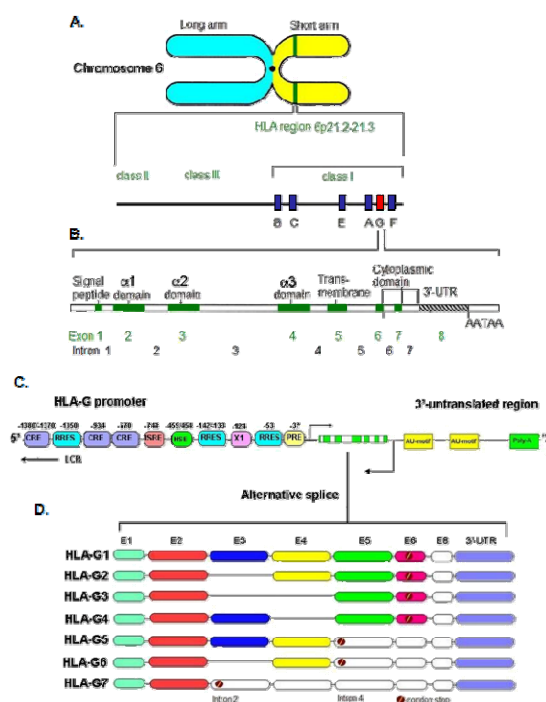 A.
Long arm Short arm
Chromosome 6
HLA region 6p21.2-21.3
class II class III class I
B C E A G F
B.
Signal peptide α1 domain α2 domain α3 domain Trans-membrane Cytoplasmic domain 3'-UTR
AATAA
Exon 1 2 3 4 5 6 7 8
Intron 1 2 3 4 5 6 7
C.
HLA-G promoter 3'-untranslated region
-1350 -934 -770 -53 -37
5' CRE RRES CRE CRE ISRE HSE RRES X1 RRES PRE AU-motif AU-motif Poly-A
LCR
Alternative splice
D.
E1 E2 E3 E4 E5 E6 E8 3'-UTR
HLA-G1
HLA-G2
HLA-G3
HLA-G4
HLA-G5
HLA-G6
HLA-G7
Intron 2 Intron 4 stop